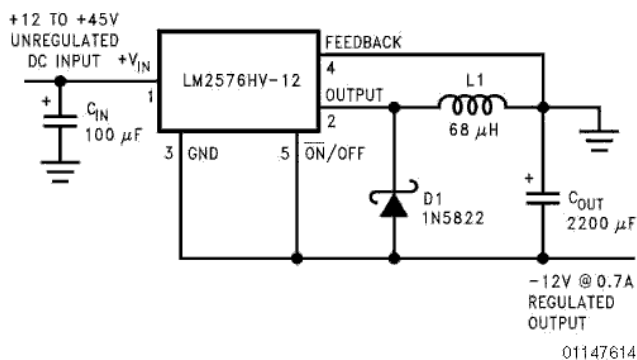 +12 TO +45V
UNREGULATED
DC INPUT
+VIN
1
CIN
100 μF
LM2576HV-12
FEEDBACK
4
OUTPUT
2
3
GND
5
ON/OFF
L1
68 μH
D1
1N5822
COUT
2200 μF
+
+
−12V @ 0.7A
REGULATED
OUTPUT
01147614